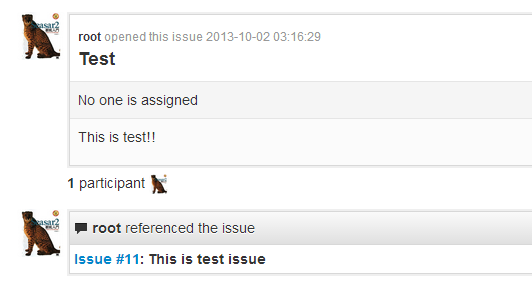 root opened this issue 2013-10-02 03:16:29
Test
No one is assigned
This is test!!
1 participant
root referenced the issue
Issue #11: This is test issue